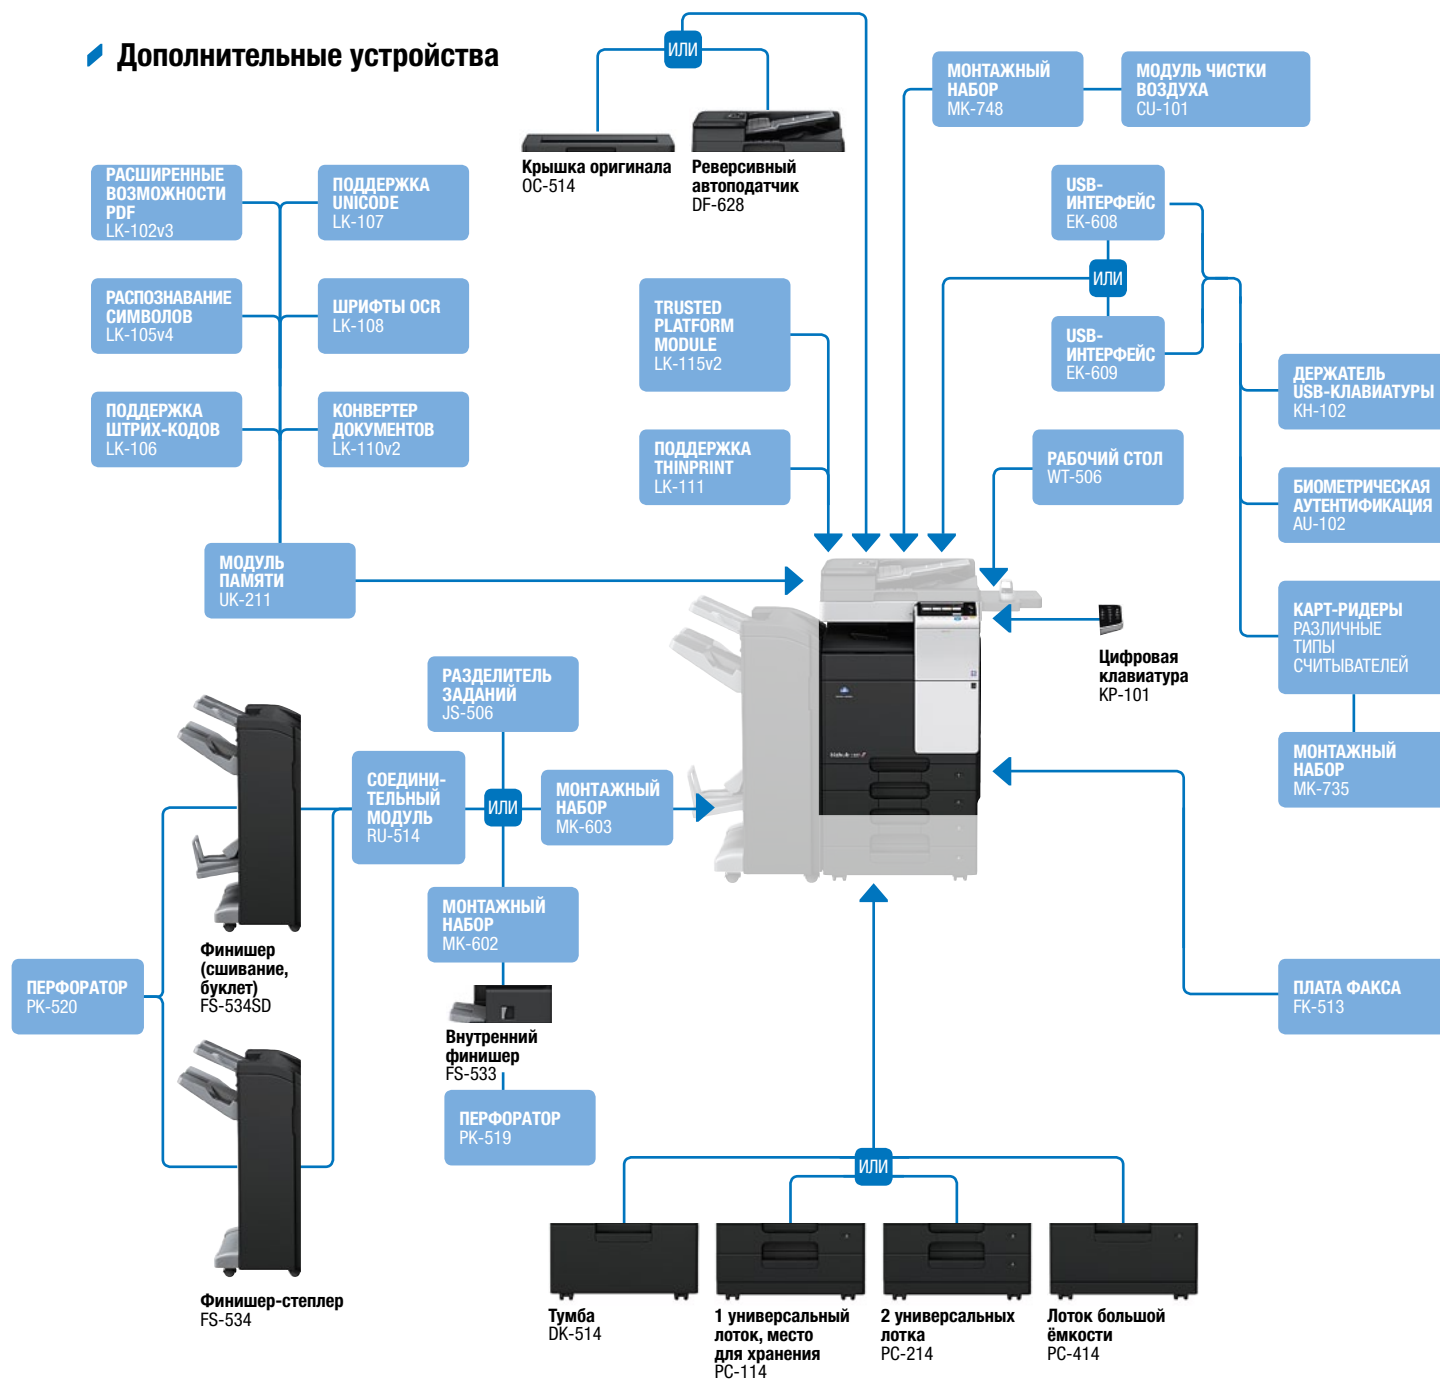 Дополнительные устройства
ИЛИ
Крышка оригинала
OC-514
Реверсивный
автоподатчик
DF-628
МОНТАЖНЫЙ
НАБОР
MK-748
МОДУЛЬ ЧИСТКИ
ВОЗДУХА
CU-101
РАСШИРЕННЫЕ
ВОЗМОЖНОСТИ
PDF
LK-102v3
ПОДДЕРЖКА
UNICODE
LK-107
РАСПОЗНАВАНИЕ
СИМВОЛОВ
LK-105v4
ШРИФТЫ OCR
LK-108
ПОДДЕРЖКА
ШТРИХ-КОДОВ
LK-106
КОНВЕРТЕР
ДОКУМЕНТОВ
LK-110v2
МОДУЛЬ
ПАМЯТИ
UK-211
TRUSTED
PLATFORM
MODULE
LK-115v2
ПОДДЕРЖКА
THINPRINT
LK-111
USB-
ИНТЕРФЕЙС
EK-608
ИЛИ
USB-
ИНТЕРФЕЙС
EK-609
РАБОЧИЙ СТОЛ
WT-506
ДЕРЖАТЕЛЬ
USB-КЛАВИАТУРЫ
KH-102
БИОМЕТРИЧЕСКАЯ
АУТЕНТИФИКАЦИЯ
AU-102
КАРТ-РИДЕРЫ
РАЗЛИЧНЫЕ
ТИПЫ
СЧИТЫВАТЕЛЕЙ
МОНТАЖНЫЙ
НАБОР
MK-735
Цифровая
клавиатура
KP-101
РАЗДЕЛИТЕЛЬ
ЗАДАНИЙ
JS-506
СОЕДИНИ-
ТЕЛЬНЫЙ
МОДУЛЬ
RU-514
ИЛИ
МОНТАЖНЫЙ
НАБОР
MK-603
МОНТАЖНЫЙ
НАБОР
MK-602
Финишер
(сшивание,
буклет)
FS-534SD
ПЕРФОРАТОР
PK-520
Внутренний
финишер
FS-533
ПЕРФОРАТОР
PK-519
Финишер-степлер
FS-534
ПЛАТА ФАКСА
FK-513
ИЛИ
Тумба
DK-514
1 универсальный
лоток, место
для хранения
PC-114
2 универсальных
лотка
PC-214
Лоток большой
ёмкости
PC-414